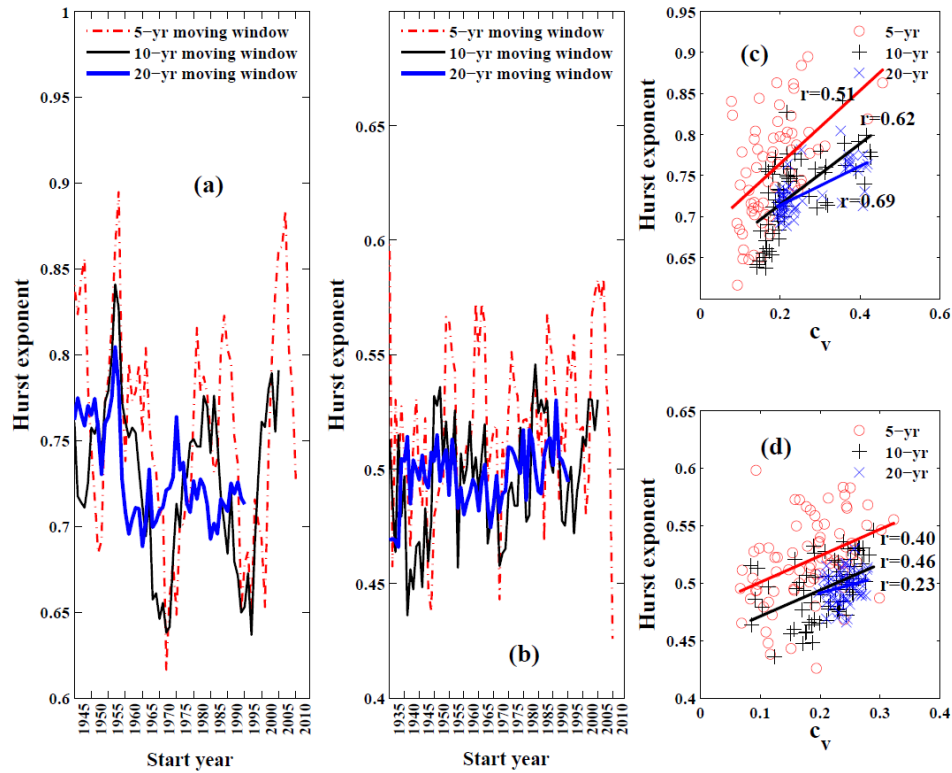 5-yr moving window
10-yr moving window
20-yr moving window
(a)
1
0.95
0.9
0.85
0.8
0.75
0.7
0.65
0.6
Hurst exponent
1945
1950
1955
1960
1965
1970
1975
1980
1985
1990
1995
2005
2010
Start year
5-yr moving window
10-yr moving window
20-yr moving window
(b)
0.65
0.6
0.55
0.5
0.45
0.4
Hurst exponent
1935
1940
1945
1950
1955
1960
1965
1970
1975
1980
1985
1990
1995
2005
2010
Start year
(c)
5-yr
10-yr
20-yr
r=0.51
r=0.62
r=0.69
0.95
0.9
0.85
0.8
0.75
0.7
0.65
Hurst exponent
0
0.2
0.4
0.6
cv
(d)
5-yr
10-yr
20-yr
r=0.40
r=0.46
r=0.23
0.65
0.6
0.55
0.5
0.45
0.4
Hurst exponent
0
0.1
0.2
0.3
0.4
cv